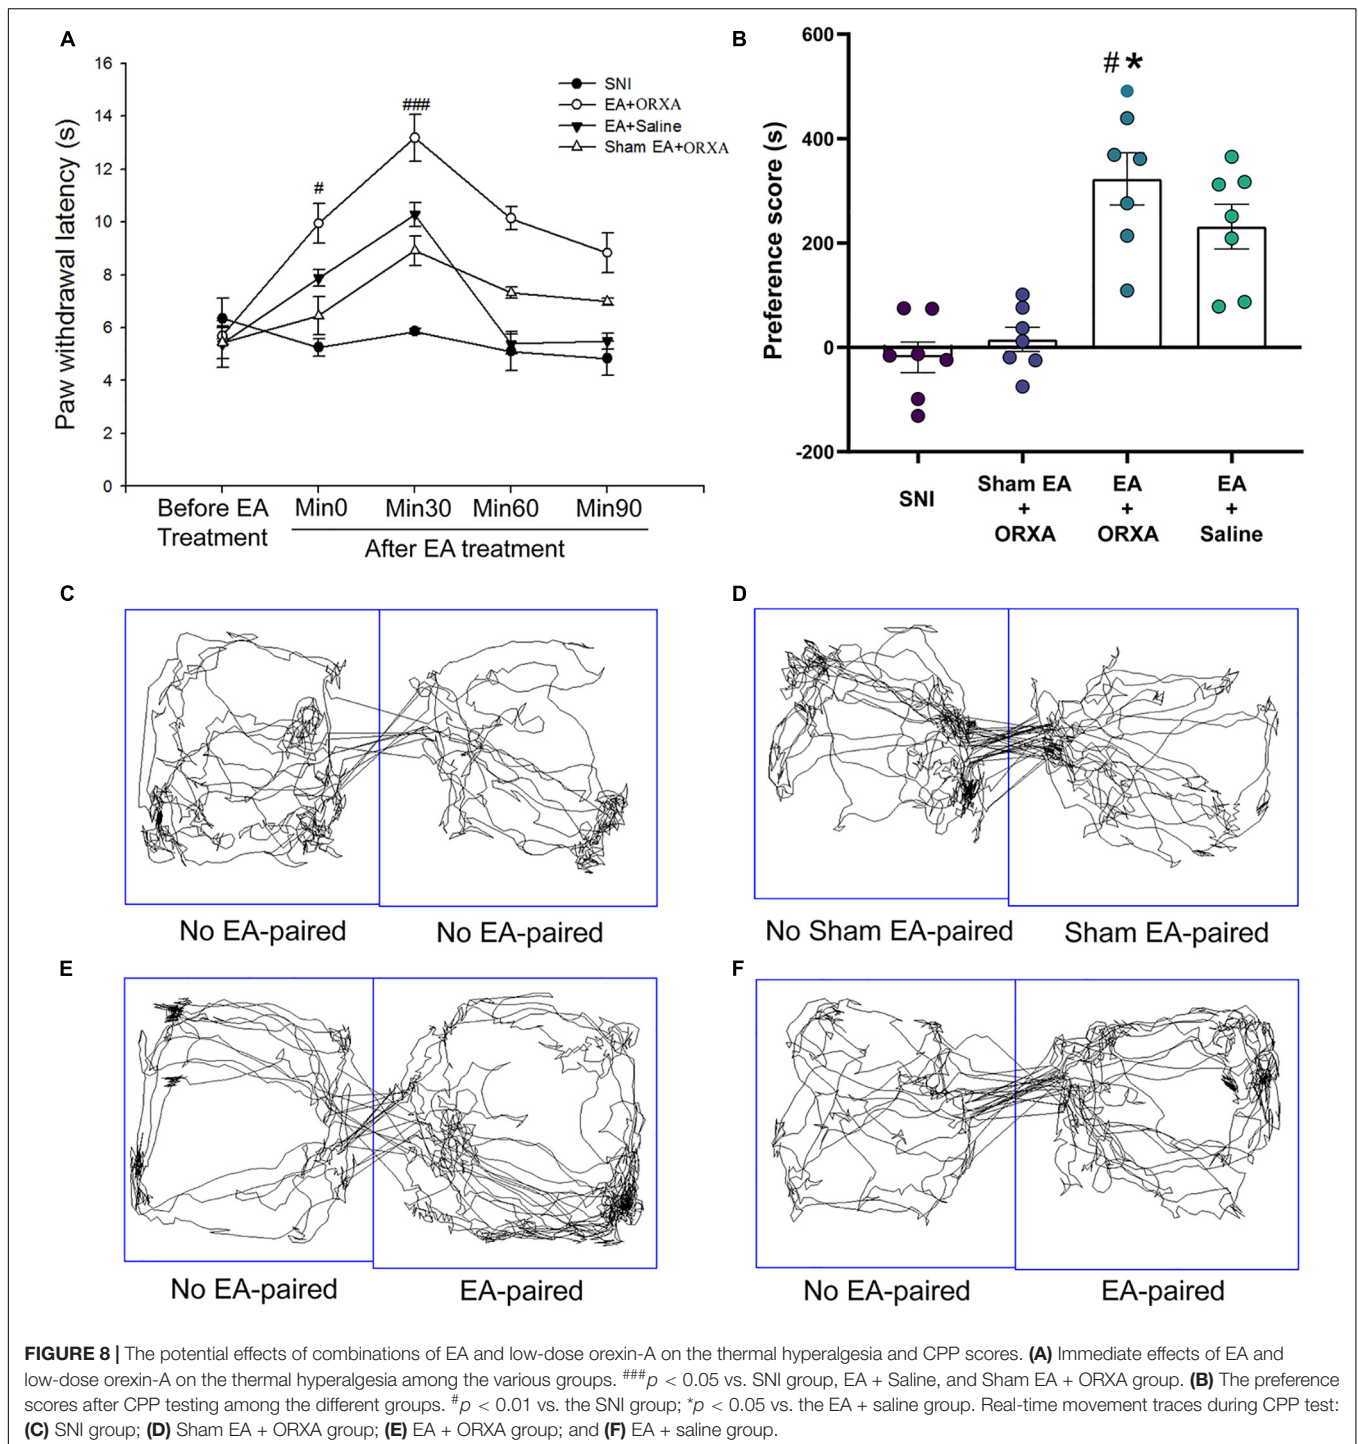 A
Paw withdrawal latency (s)
16
14
12
10
8
6
4
2
0
SNI
EA+ORXA
EA+Saline
Sham EA+ORXA
#
###
Before EA Treatment
Min0
Min30
Min60
Min90
After EA treatment
B
Preference score (s)
600
400
200
0
-200
# *
SNI
Sham EA
+
ORXA
EA
+
ORXA
EA
+
Saline
C
No EA-paired
No EA-paired
D
No Sham EA-paired
Sham EA-paired
E
No EA-paired
EA-paired
F
No EA-paired
EA-paired
FIGURE 8 | The potential effects of combinations of EA and low-dose orexin-A on the thermal hyperalgesia and CPP scores. (A) Immediate effects of EA and
low-dose orexin-A on the thermal hyperalgesia among the various groups. ###p < 0.05 vs. SNI group, EA + Saline, and Sham EA + ORXA group. (B) The preference
scores after CPP testing among the different groups. #p < 0.01 vs. the SNI group; *p < 0.05 vs. the EA + saline group. Real-time movement traces during CPP test:
(C) SNI group; (D) Sham EA + ORXA group; (E) EA + ORXA group; and (F) EA + saline group.